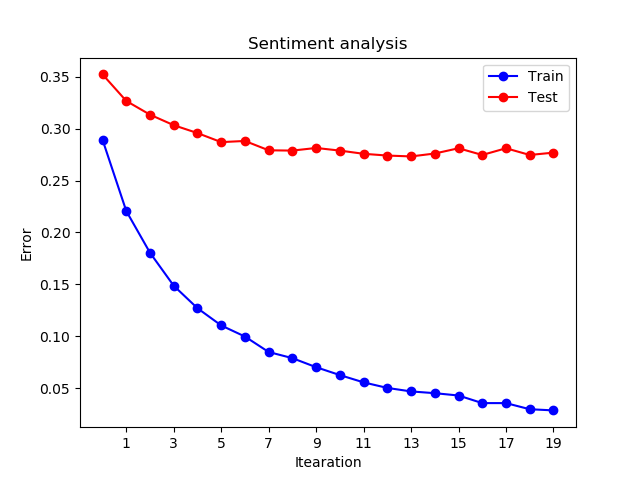 Sentiment analysis
Train
Test
Error
0.35
0.30
0.25
0.20
0.15
0.10
0.05
1 3 5 7 9 11 13 15 17 19
Itearation